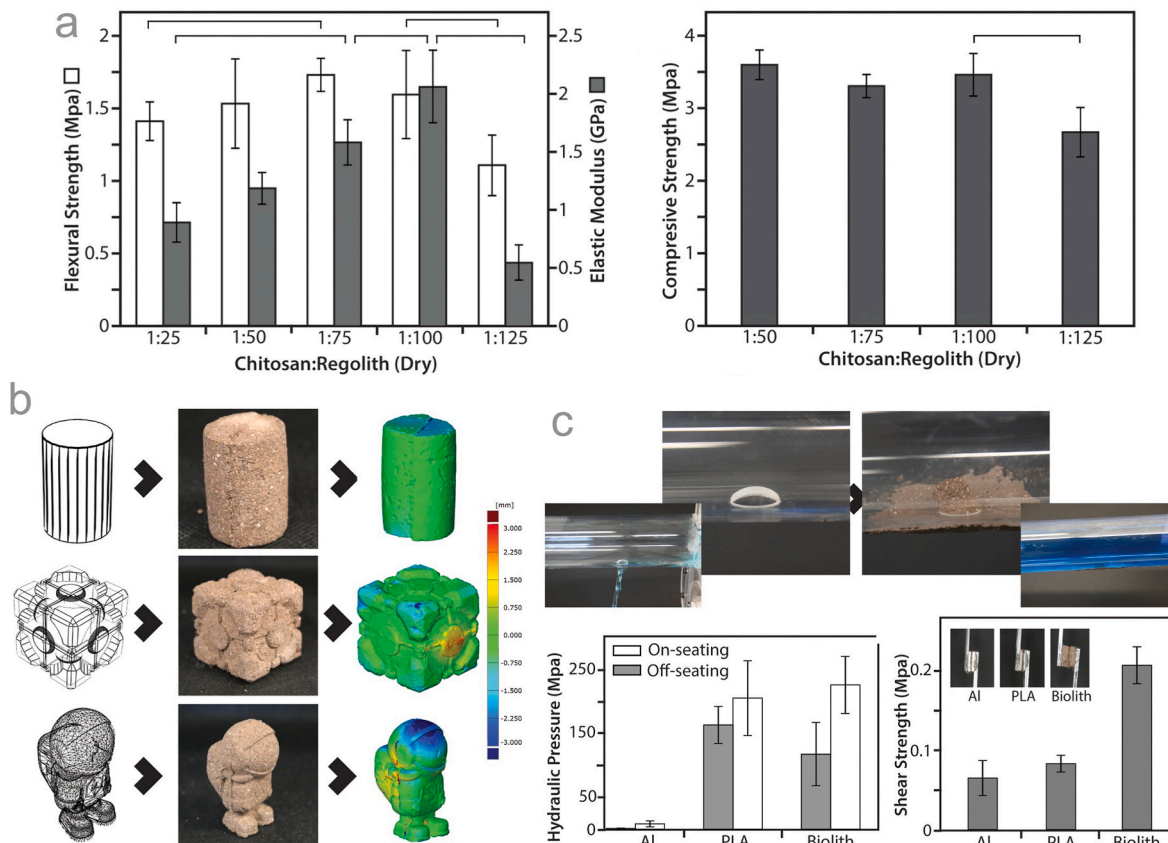 a
2
1.5
1
0.5
0
Flexural Strength (Mpa)
2.5
2
1.5
1
0.5
0
Elastic Modulus (GPa)
1:25
1:50
1:75
1:100
1:125
Chitosan:Regolith (Dry)
4
3
2
1
0
Compresive Strength (Mpa)
1:50
1:75
1:100
1:125
Chitosan:Regolith (Dry)
b
[mm]
3.000
2.250
1.500
0.750
0.000
-0.750
-1.500
-2.250
-3.000
c
Hydraulic Pressure (Mpa)
250
150
50
0
On-seating
Off-seating
Al
PLA
Biolith
Shear Strength (Mpa)
0.2
0.1
0
Al
PLA
Biolith
Al
PLA
Biolith